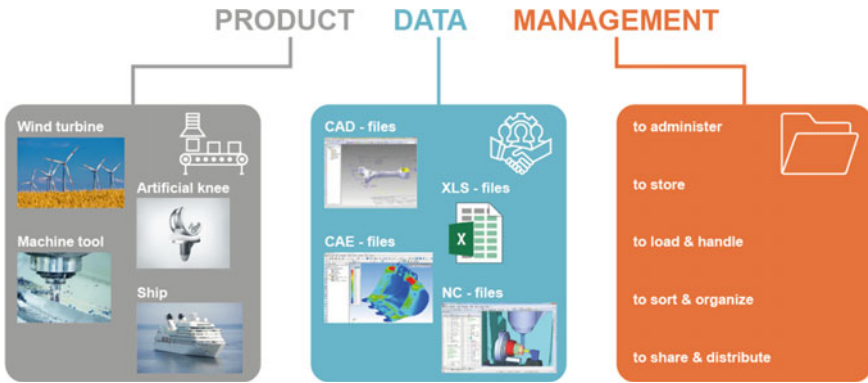 PRODUCT DATA MANAGEMENT
Wind turbine
Artificial knee
Machine tool
Ship
CAD - files
XLS - files
X
CAE - files
NC - files
to administer
to store
to load & handle
to sort & organize
to share & distribute